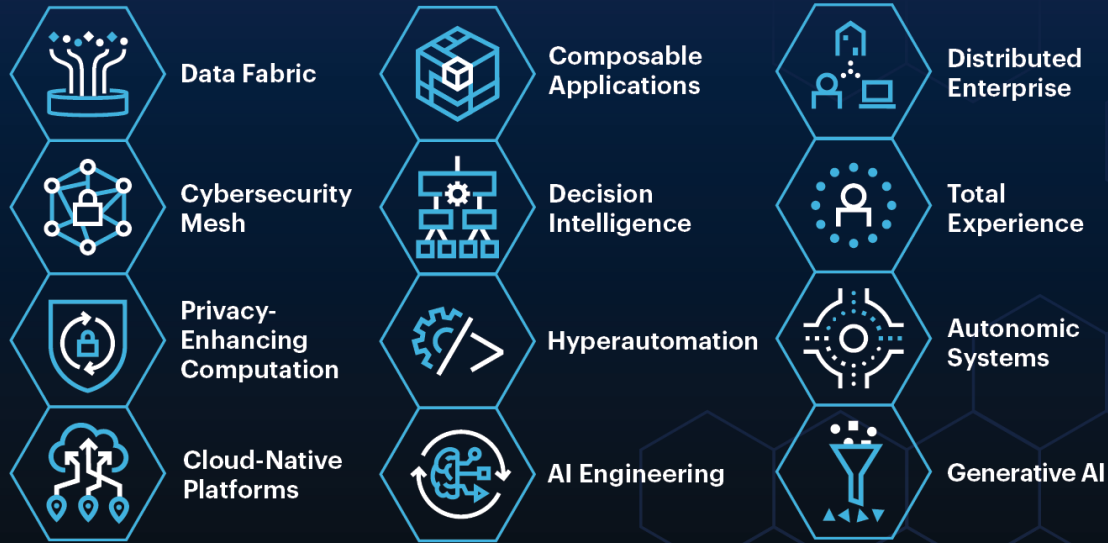 Data Fabric
Cybersecurity
Mesh
Privacy-
Enhancing
Computation
Cloud-Native
Platforms
Composable
Applications
Decision
Intelligence
Hyperautomation
AI Engineering
Distributed
Enterprise
Total
Experience
Autonomic
Systems
Generative AI